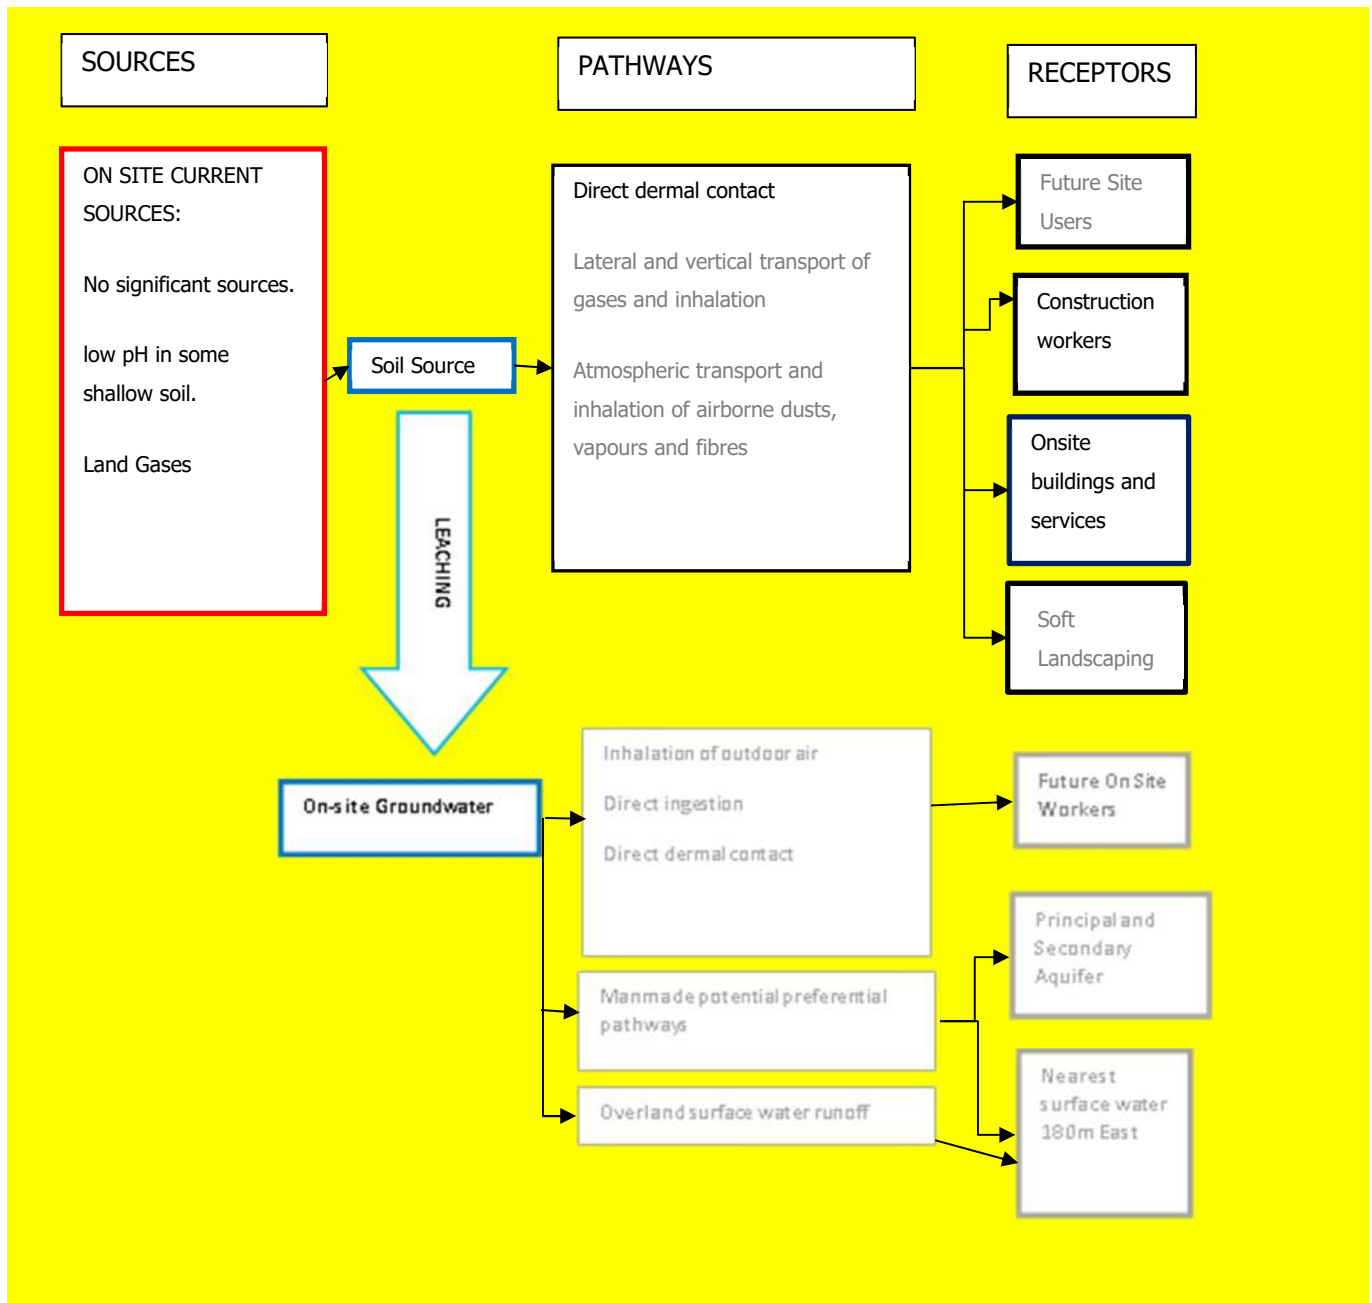 SOURCES
PATHWAYS
RECEPTORS
ON SITE CURRENT
SOURCES:
No significant sources.
low pH in some
shallow soil.
Land Gases
Soil Source
Direct dermal contact
Lateral and vertical transport of
gases and inhalation
Atmospheric transport and
inhalation of airborne dusts,
vapours and fibres
Future Site
Users
Construction
workers
Onsite
buildings and
services
Soft
Landscaping
LEACHING
On-site Groundwater
Inhalation of outdoor air
Direct ingestion
Direct dermal contact
Manmade potential preferential
pathways
Overland surface water runoff
Future On Site
Workers
Principal and
Secondary
Aquifer
Nearest
surface water
180m East